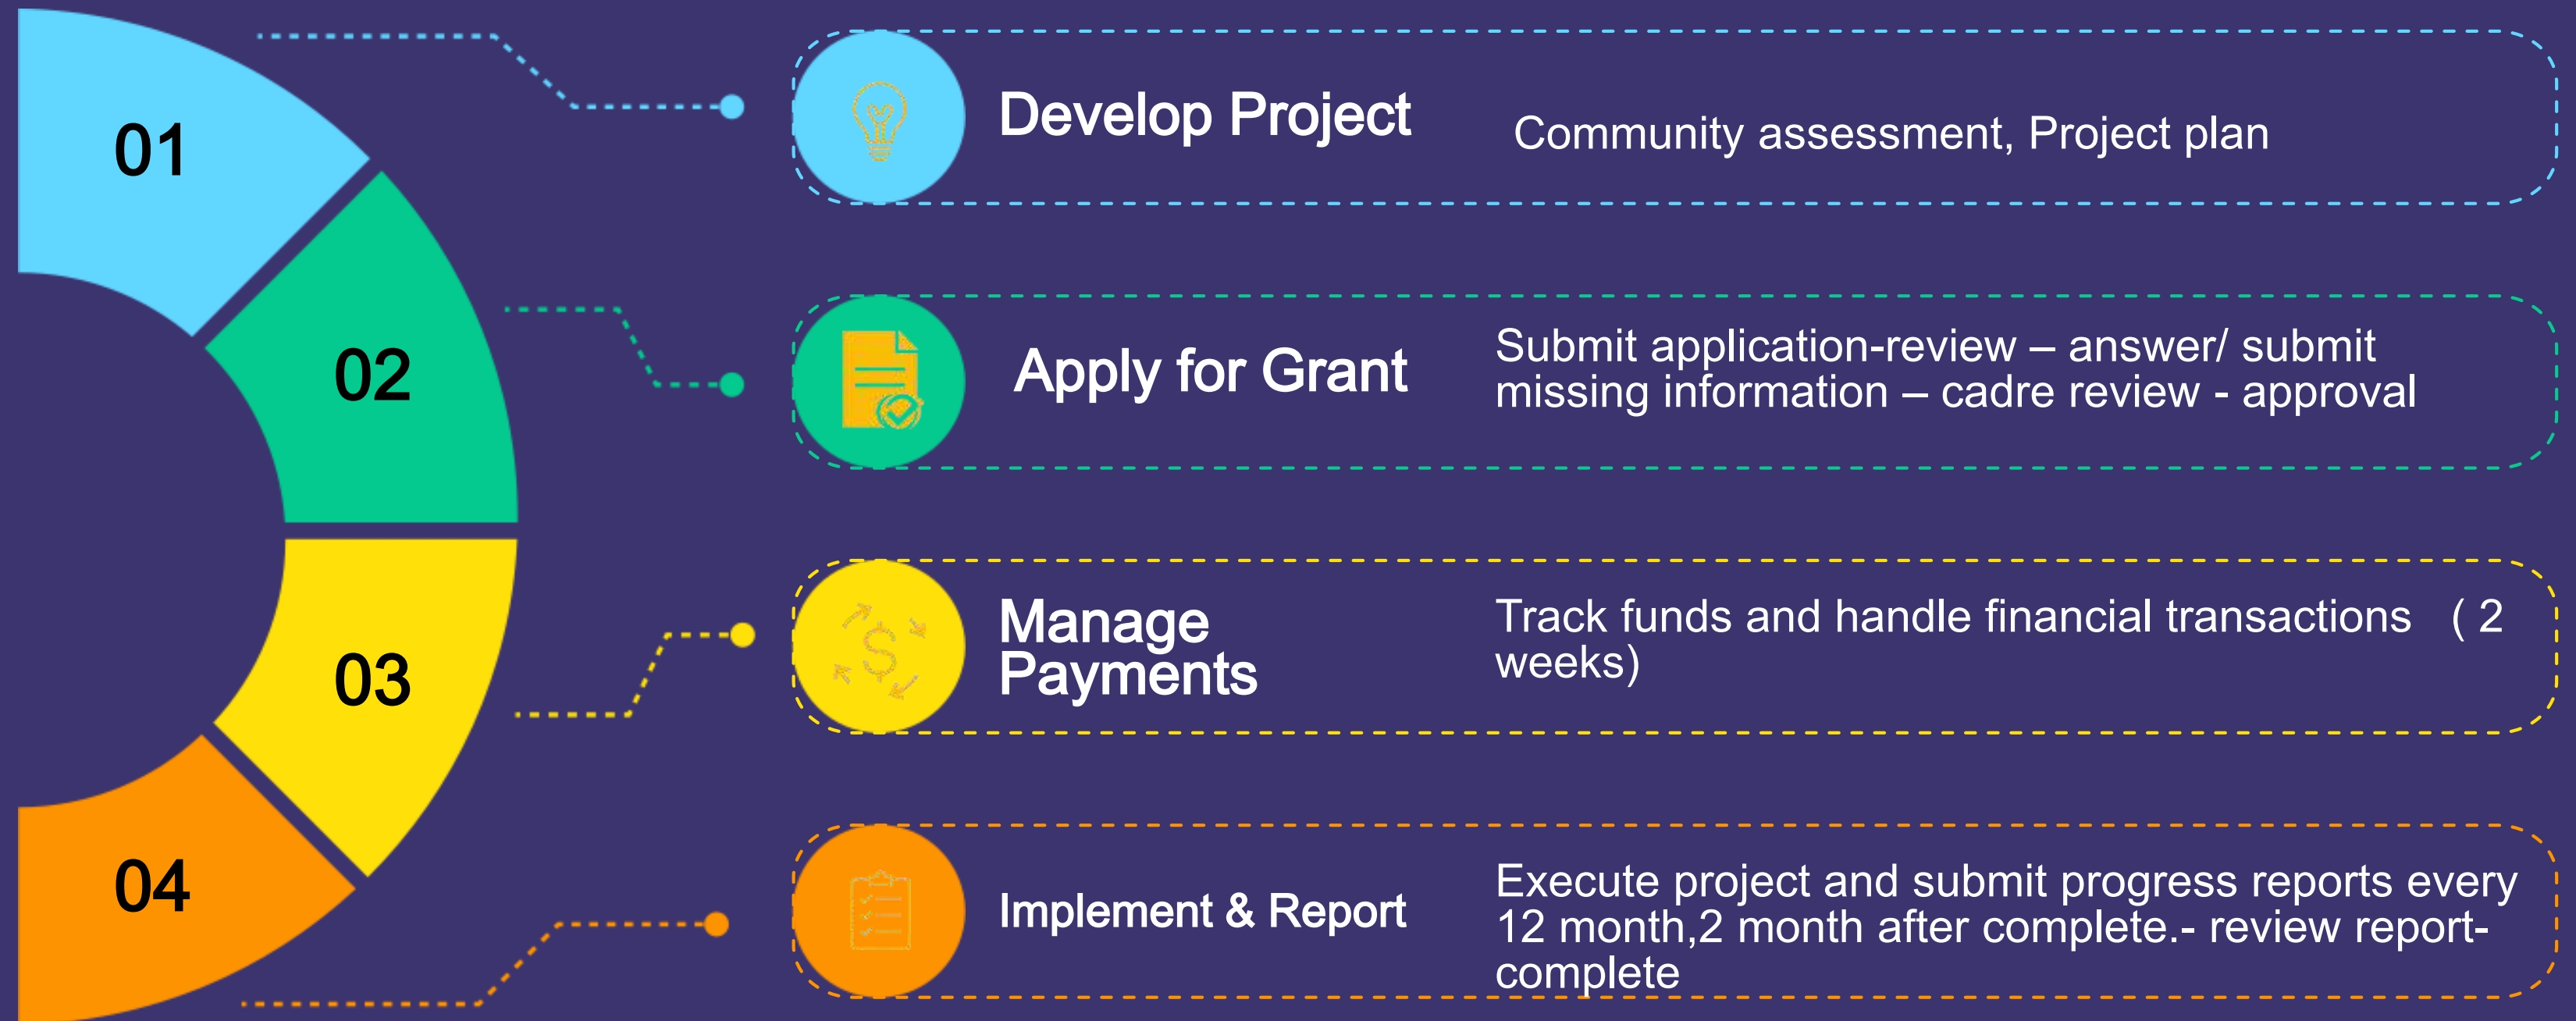 01
Develop Project
Community assessment, Project plan
02
Apply for Grant
Submit application-review – answer/ submit
missing information – cadre review - approval
03
Manage
Payments
Track funds and handle financial transactions   ( 2
weeks)
04
Implement & Report
Execute project and submit progress reports every
12 month,2 month after complete.- review report-
complete